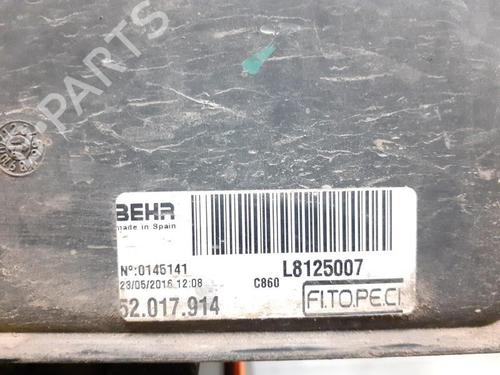 PARTS
BEHR
made in Spain
Nº:0145141
L8125007
23/05/2016 12:08
C860
52.017.914
FI.TO.PE.CI